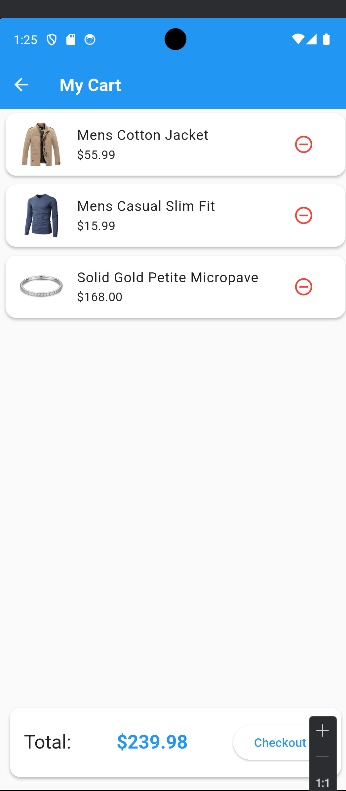 1:25
My Cart
Mens Cotton Jacket
$55.99
Mens Casual Slim Fit
$15.99
Solid Gold Petite Micropave
$168.00
Total: $239.98 Checkout
1:1